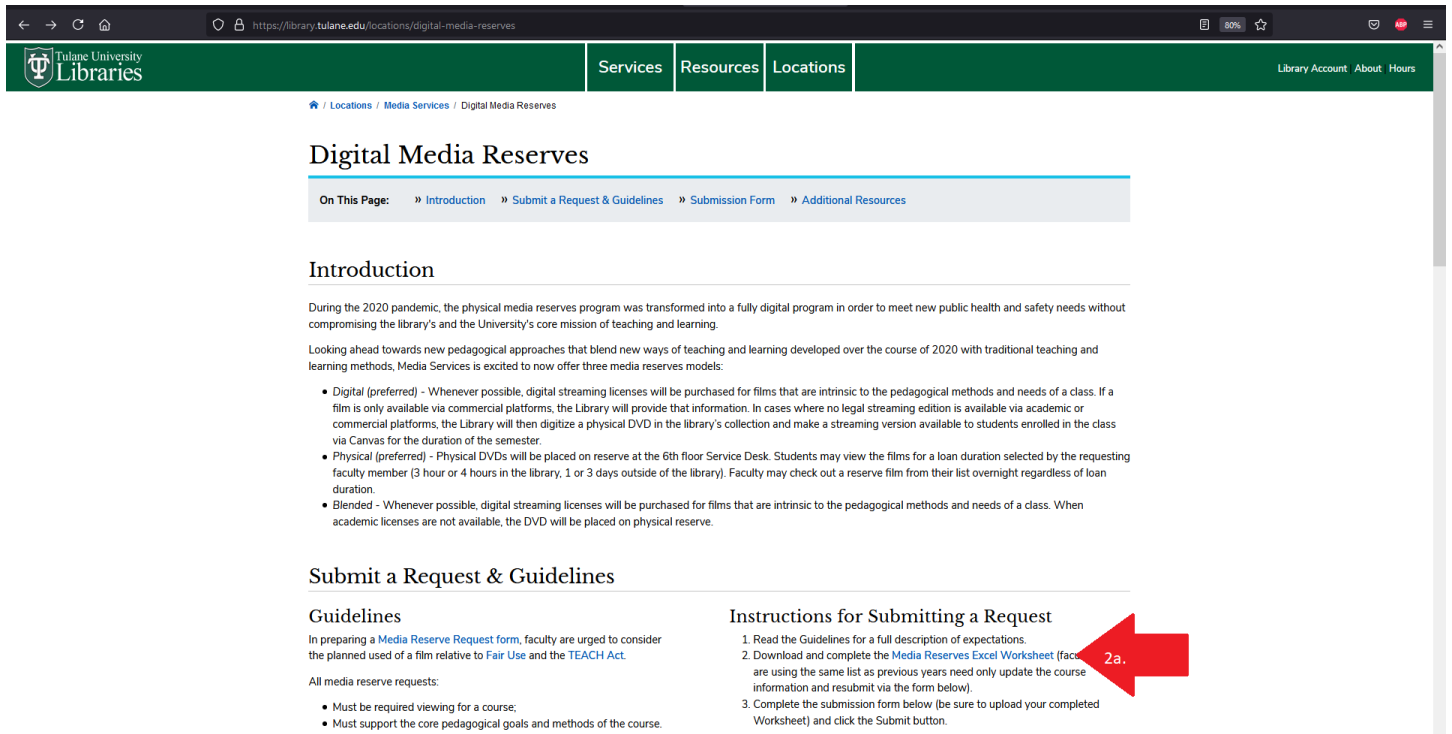 https://library.tulane.edu/locations/digital-media-reserves
80%
ABP
Tulane University
Libraries
Services
Resources
Locations
Library Account
About
Hours
/ Locations / Media Services / Digital Media Reserves
Digital Media Reserves
On This Page: » Introduction » Submit a Request & Guidelines » Submission Form » Additional Resources
Introduction
During the 2020 pandemic, the physical media reserves program was transformed into a fully digital program in order to meet new public health and safety needs without
compromising the library's and the University's core mission of teaching and learning.
Looking ahead towards new pedagogical approaches that blend new ways of teaching and learning developed over the course of 2020 with traditional teaching and
learning methods, Media Services is excited to now offer three media reserves models:
• Digital (preferred) - Whenever possible, digital streaming licenses will be purchased for films that are intrinsic to the pedagogical methods and needs of a class. If a
film is only available via commercial platforms, the Library will provide that information. In cases where no legal streaming edition is available via academic or
commercial platforms, the Library will then digitize a physical DVD in the library's collection and make a streaming version available to students enrolled in the class
via Canvas for the duration of the semester.
• Physical (preferred) - Physical DVDs will be placed on reserve at the 6th floor Service Desk. Students may view the films for a loan duration selected by the requesting
faculty member (3 hour or 4 hours in the library, 1 or 3 days outside of the library). Faculty may check out a reserve film from their list overnight regardless of loan
duration.
• Blended - Whenever possible, digital streaming licenses will be purchased for films that are intrinsic to the pedagogical methods and needs of a class. When
academic licenses are not available, the DVD will be placed on physical reserve.
Submit a Request & Guidelines
Guidelines
In preparing a Media Reserve Request form, faculty are urged to consider
the planned used of a film relative to Fair Use and the TEACH Act.
All media reserve requests:
• Must be required viewing for a course;
• Must support the core pedagogical goals and methods of the course.
Instructions for Submitting a Request
1. Read the Guidelines for a full description of expectations.
2. Download and complete the Media Reserves Excel Worksheet
are using the same list as previous years need only update the course
information and resubmit via the form below).
3. Complete the submission form below (be sure to upload your completed
Worksheet) and click the Submit button.
2a.